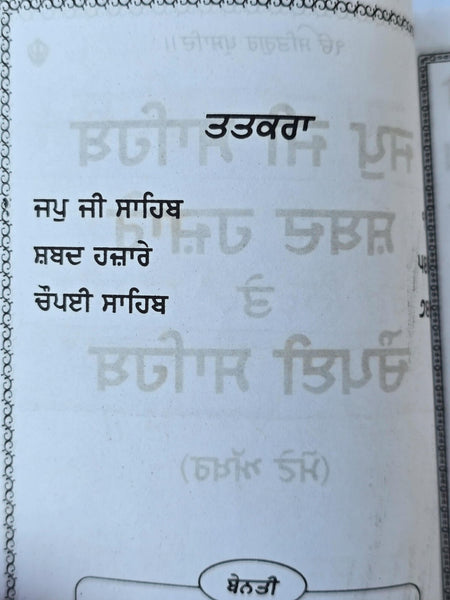 ਤਤਕਰਾ
ਜਪੁ ਜੀ ਸਾਹਿਬ
ਸ਼ਬਦ ਹਜ਼ਾਰੇ
ਚੌਪਈ ਸਾਹਿਬ
ਬੇਨਤੀ